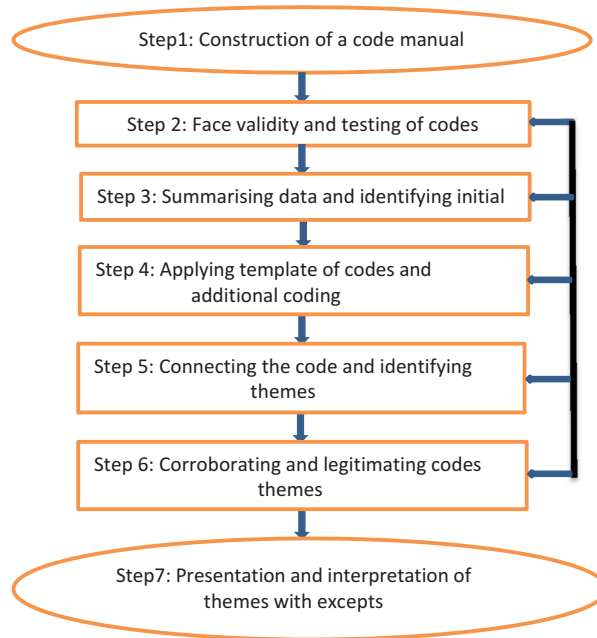 Step1: Construction of a code manual
Step 2: Face validity and testing of codes
Step 3: Summarising data and identifying initial
Step 4: Applying template of codes and
additional coding
Step 5: Connecting the code and identifying
themes
Step 6: Corroborating and legitimating codes
themes
Step7: Presentation and interpretation of
themes with excepts